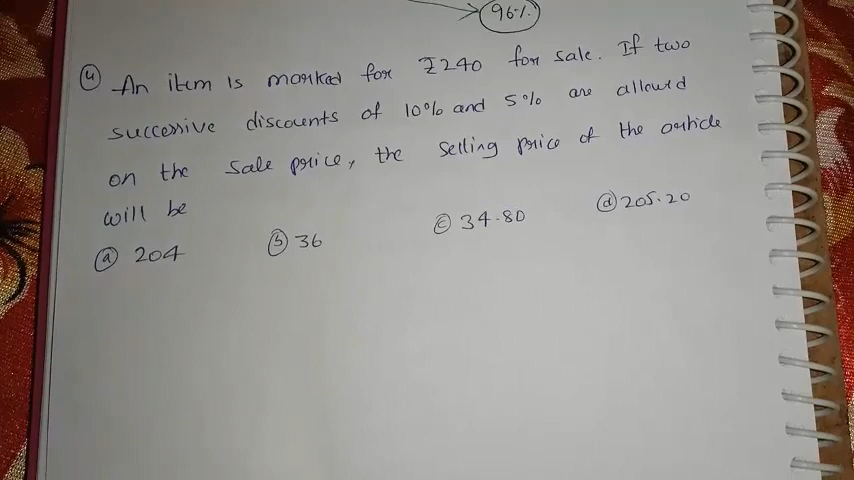 96%
4 An item is marked for ₹240 for sale. If two
successive discounts of 10% and 5% are allowed
on the sale price, the selling price of the article
will be
a 204 b 36 c 34.80 d 205.20